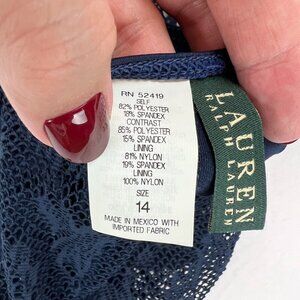 RN 52419
SELF
82% POLYESTER
18% SPANDEX
CONTRAST
85% POLYESTER
15% SPANDEX
LINING
81% NYLON
19% SPANDEX
LINING
100% NYLON
SIZE
14
MADE IN MEXICO WITH
IMPORTED FABRIC
LAUREN
RALPH LAUREN